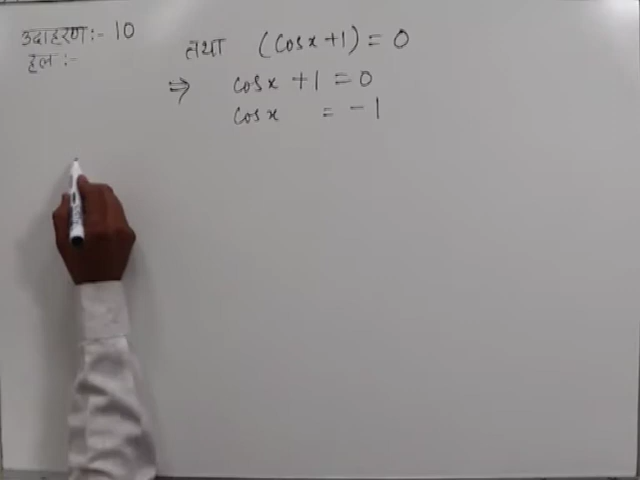 उदाहरण:- 10
हल :-
तथा (cosx +1) = 0
⇒ cosx +1 = 0
cosx = -1